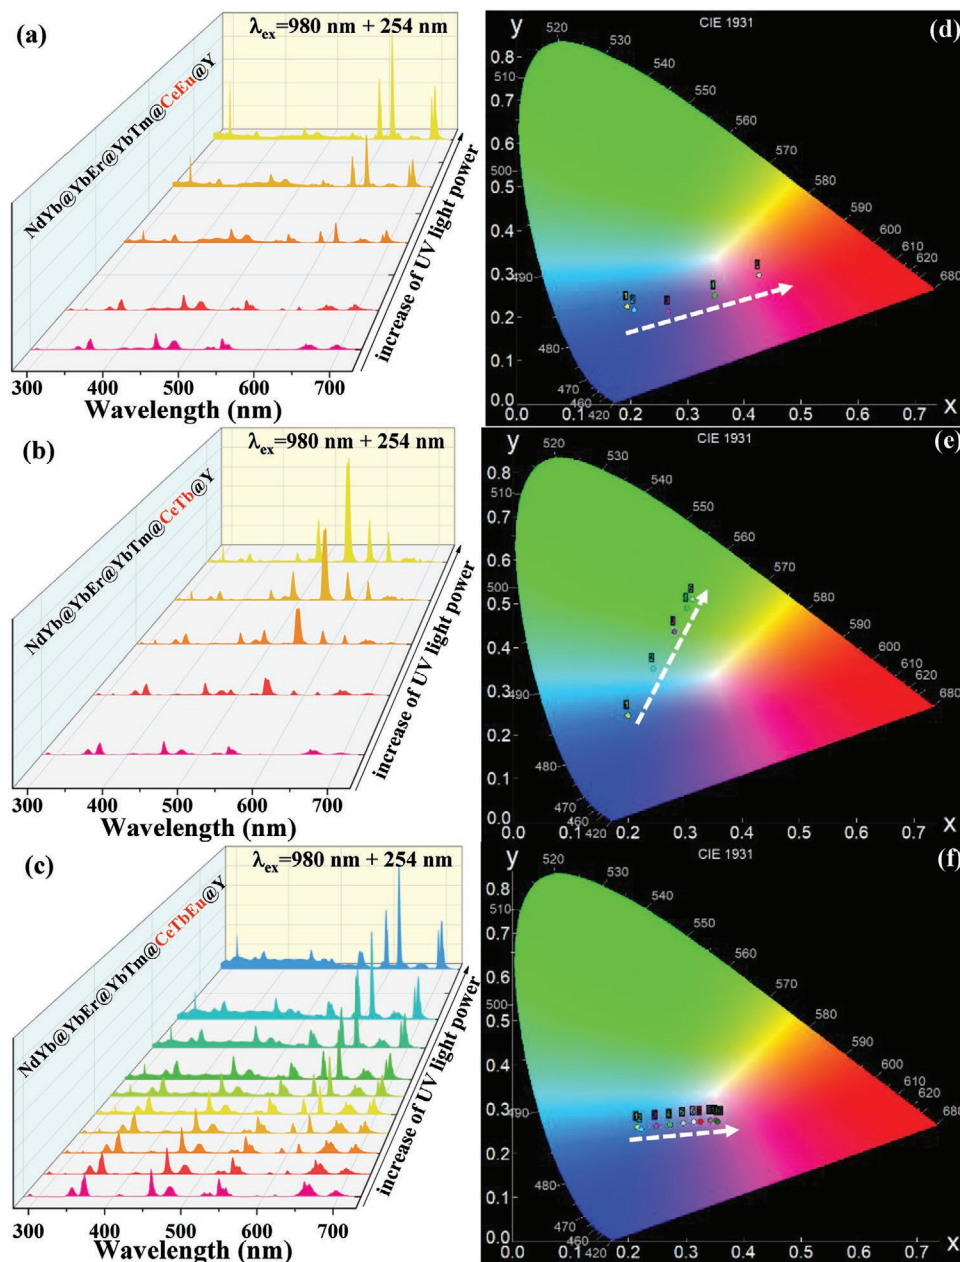 (a)
λex=980 nm + 254 nm
NdYb@YbEr@YbTm@CeEu@Y
increase of UV light power
300 400 500 600 700
Wavelength (nm)
(d)
CIE 1931
y
520
530
540
550
560
570
580
590
600
610
620
680
510
500
490
480
470
460
420
0.8
0.7
0.6
0.5
0.4
0.3
0.2
0.1
0.0
0.0 0.1 0.2 0.3 0.4 0.5 0.6 0.7 x
(b)
λex=980 nm + 254 nm
NdYb@YbEr@YbTm@CeTb@Y
increase of UV light power
300 400 500 600 700
Wavelength (nm)
(e)
CIE 1931
y
520
530
540
550
560
570
580
590
600
610
620
680
510
500
490
480
470
460
420
0.8
0.7
0.6
0.5
0.4
0.3
0.2
0.1
0.0
0.0 0.1 0.2 0.3 0.4 0.5 0.6 0.7 x
(c)
λex=980 nm + 254 nm
NdYb@YbEr@YbTm@CeTbEu@Y
increase of UV light power
300 400 500 600 700
Wavelength (nm)
(f)
CIE 1931
y
520
530
540
550
560
570
580
590
600
610
620
680
510
500
490
480
470
460
420
0.8
0.7
0.6
0.5
0.4
0.3
0.2
0.1
0.0
0.0 0.1 0.2 0.3 0.4 0.5 0.6 0.7 x